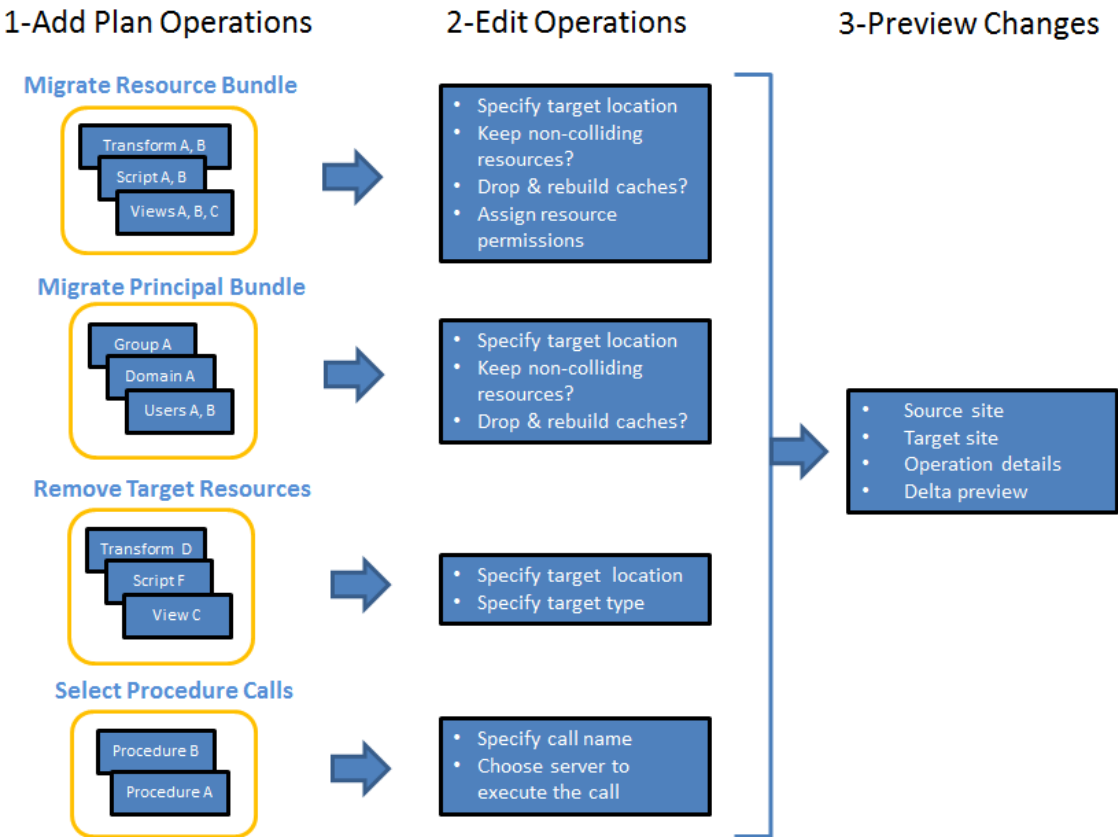 1-Add Plan Operations
2-Edit Operations
3-Preview Changes
Migrate Resource Bundle
Transform A, B
Script A, B
Views A, B, C
• Specify target location
• Keep non-colliding
resources?
• Drop & rebuild caches?
• Assign resource
permissions
Migrate Principal Bundle
Group A
Domain A
Users A, B
• Specify target location
• Keep non-colliding
resources?
• Drop & rebuild caches?
• Source site
• Target site
• Operation details
• Delta preview
Remove Target Resources
Transform D
Script F
View C
• Specify target location
• Specify target type
Select Procedure Calls
Procedure B
Procedure A
• Specify call name
• Choose server to
execute the call